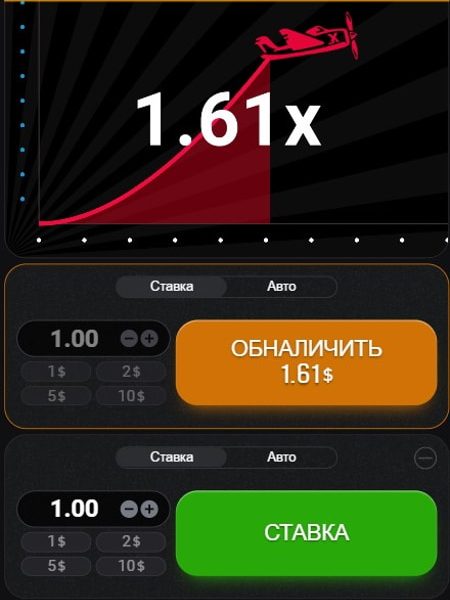 X
1.61x
Ставка Авто
1.00
1$ 2$
5$ 10$
ОБНАЛИЧИТЬ
1.61$
Ставка Авто
1.00
1$ 2$
5$ 10$
СТАВКА